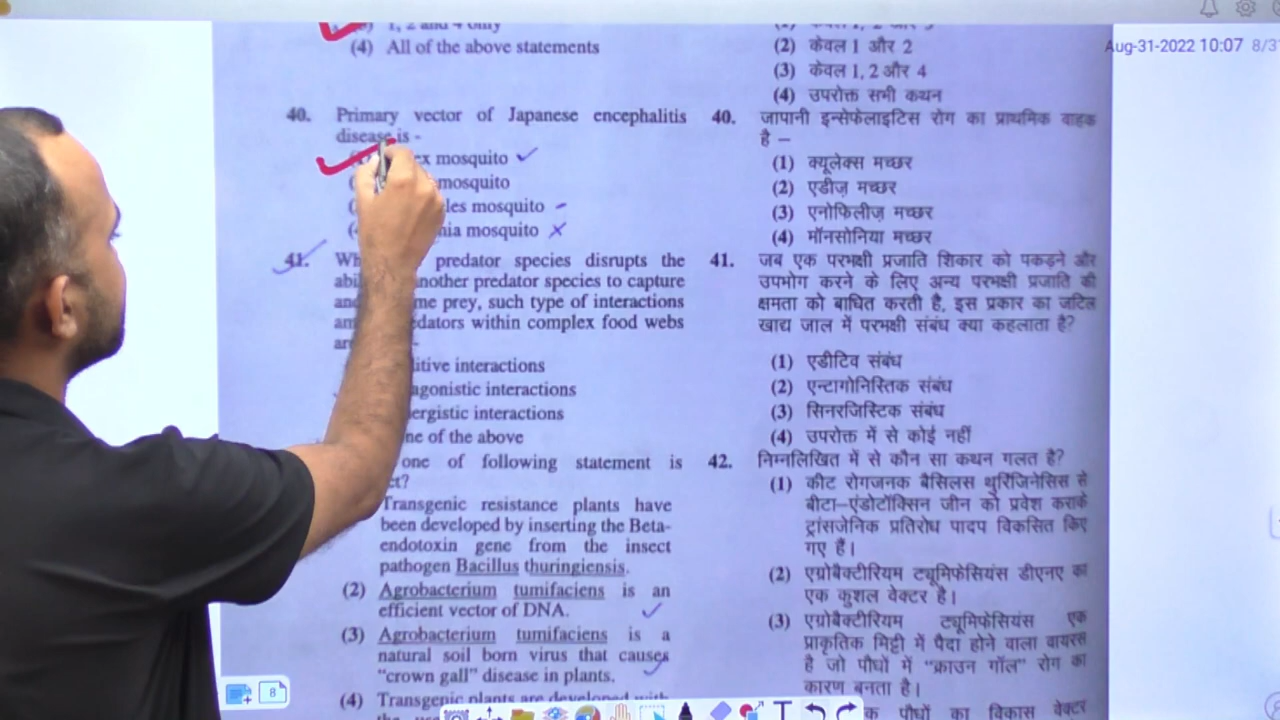 1, 2 and 4 only
(4) All of the above statements
40. Primary vector of Japanese encephalitis
disease is -
mosquito
mosquito
mosquito
mosquito
41. predator species disrupts the
another predator species to capture
prey, such type of interactions
within complex food webs
interactions
interactions
interactions
of the above
one of following statement is
Transgenic resistance plants have
been developed by inserting the Beta-
endotoxin gene from the insect
pathogen Bacillus thuringiensis.
(2) Agrobacterium tumifaciens is an
efficient vector of DNA.
(3) Agrobacterium tumifaciens is a
natural soil born virus that causes
"crown gall" disease in plants.
(4) Transgenic plants are developed with
(2) केवल 1 और 2
(3) केवल 1, 2 और 4
(4) उपरोक्त सभी कथन
40. जापानी इन्सेफेलाइटिस रोग का प्राथमिक वाहक
है –
(1) क्यूलेक्स मच्छर
(2) एडीज़ मच्छर
(3) एनोफिलीज़ मच्छर
(4) मॉनसोनिया मच्छर
41. जब एक परभक्षी प्रजाति शिकार को पकड़ने और
उपभोग करने के लिए अन्य परभक्षी प्रजाति की
क्षमता को बाधित करती है, इस प्रकार का जटिल
खाद्य जाल में परभक्षी संबंध क्या कहलाता है?
(1) एडीटिव संबंध
(2) एन्टागोनिस्तिक संबंध
(3) सिनरजिस्टिक संबंध
(4) उपरोक्त में से कोई नहीं
42. निम्नलिखित में से कौन सा कथन गलत है?
(1) कीट रोगजनक बैसिलस थुरिंजिनेसिस से
बीटा–एंडोटॉक्सिन जीन को प्रवेश कराके
ट्रांसजेनिक प्रतिरोध पादप विकसित किए
गए हैं।
(2) एग्रोबैक्टीरियम ट्यूमिफेसियंस डीएनए का
एक कुशल वेक्टर है।
(3) एग्रोबैक्टीरियम ट्यूमिफेसियंस एक
प्राकृतिक मिट्टी में पैदा होने वाला वायरस
है जो पौधों में "क्राउन गॉल" रोग का
कारण बनता है।
पौधों का विकास वेक्टर
Aug-31-2022 10:07 8/31
8